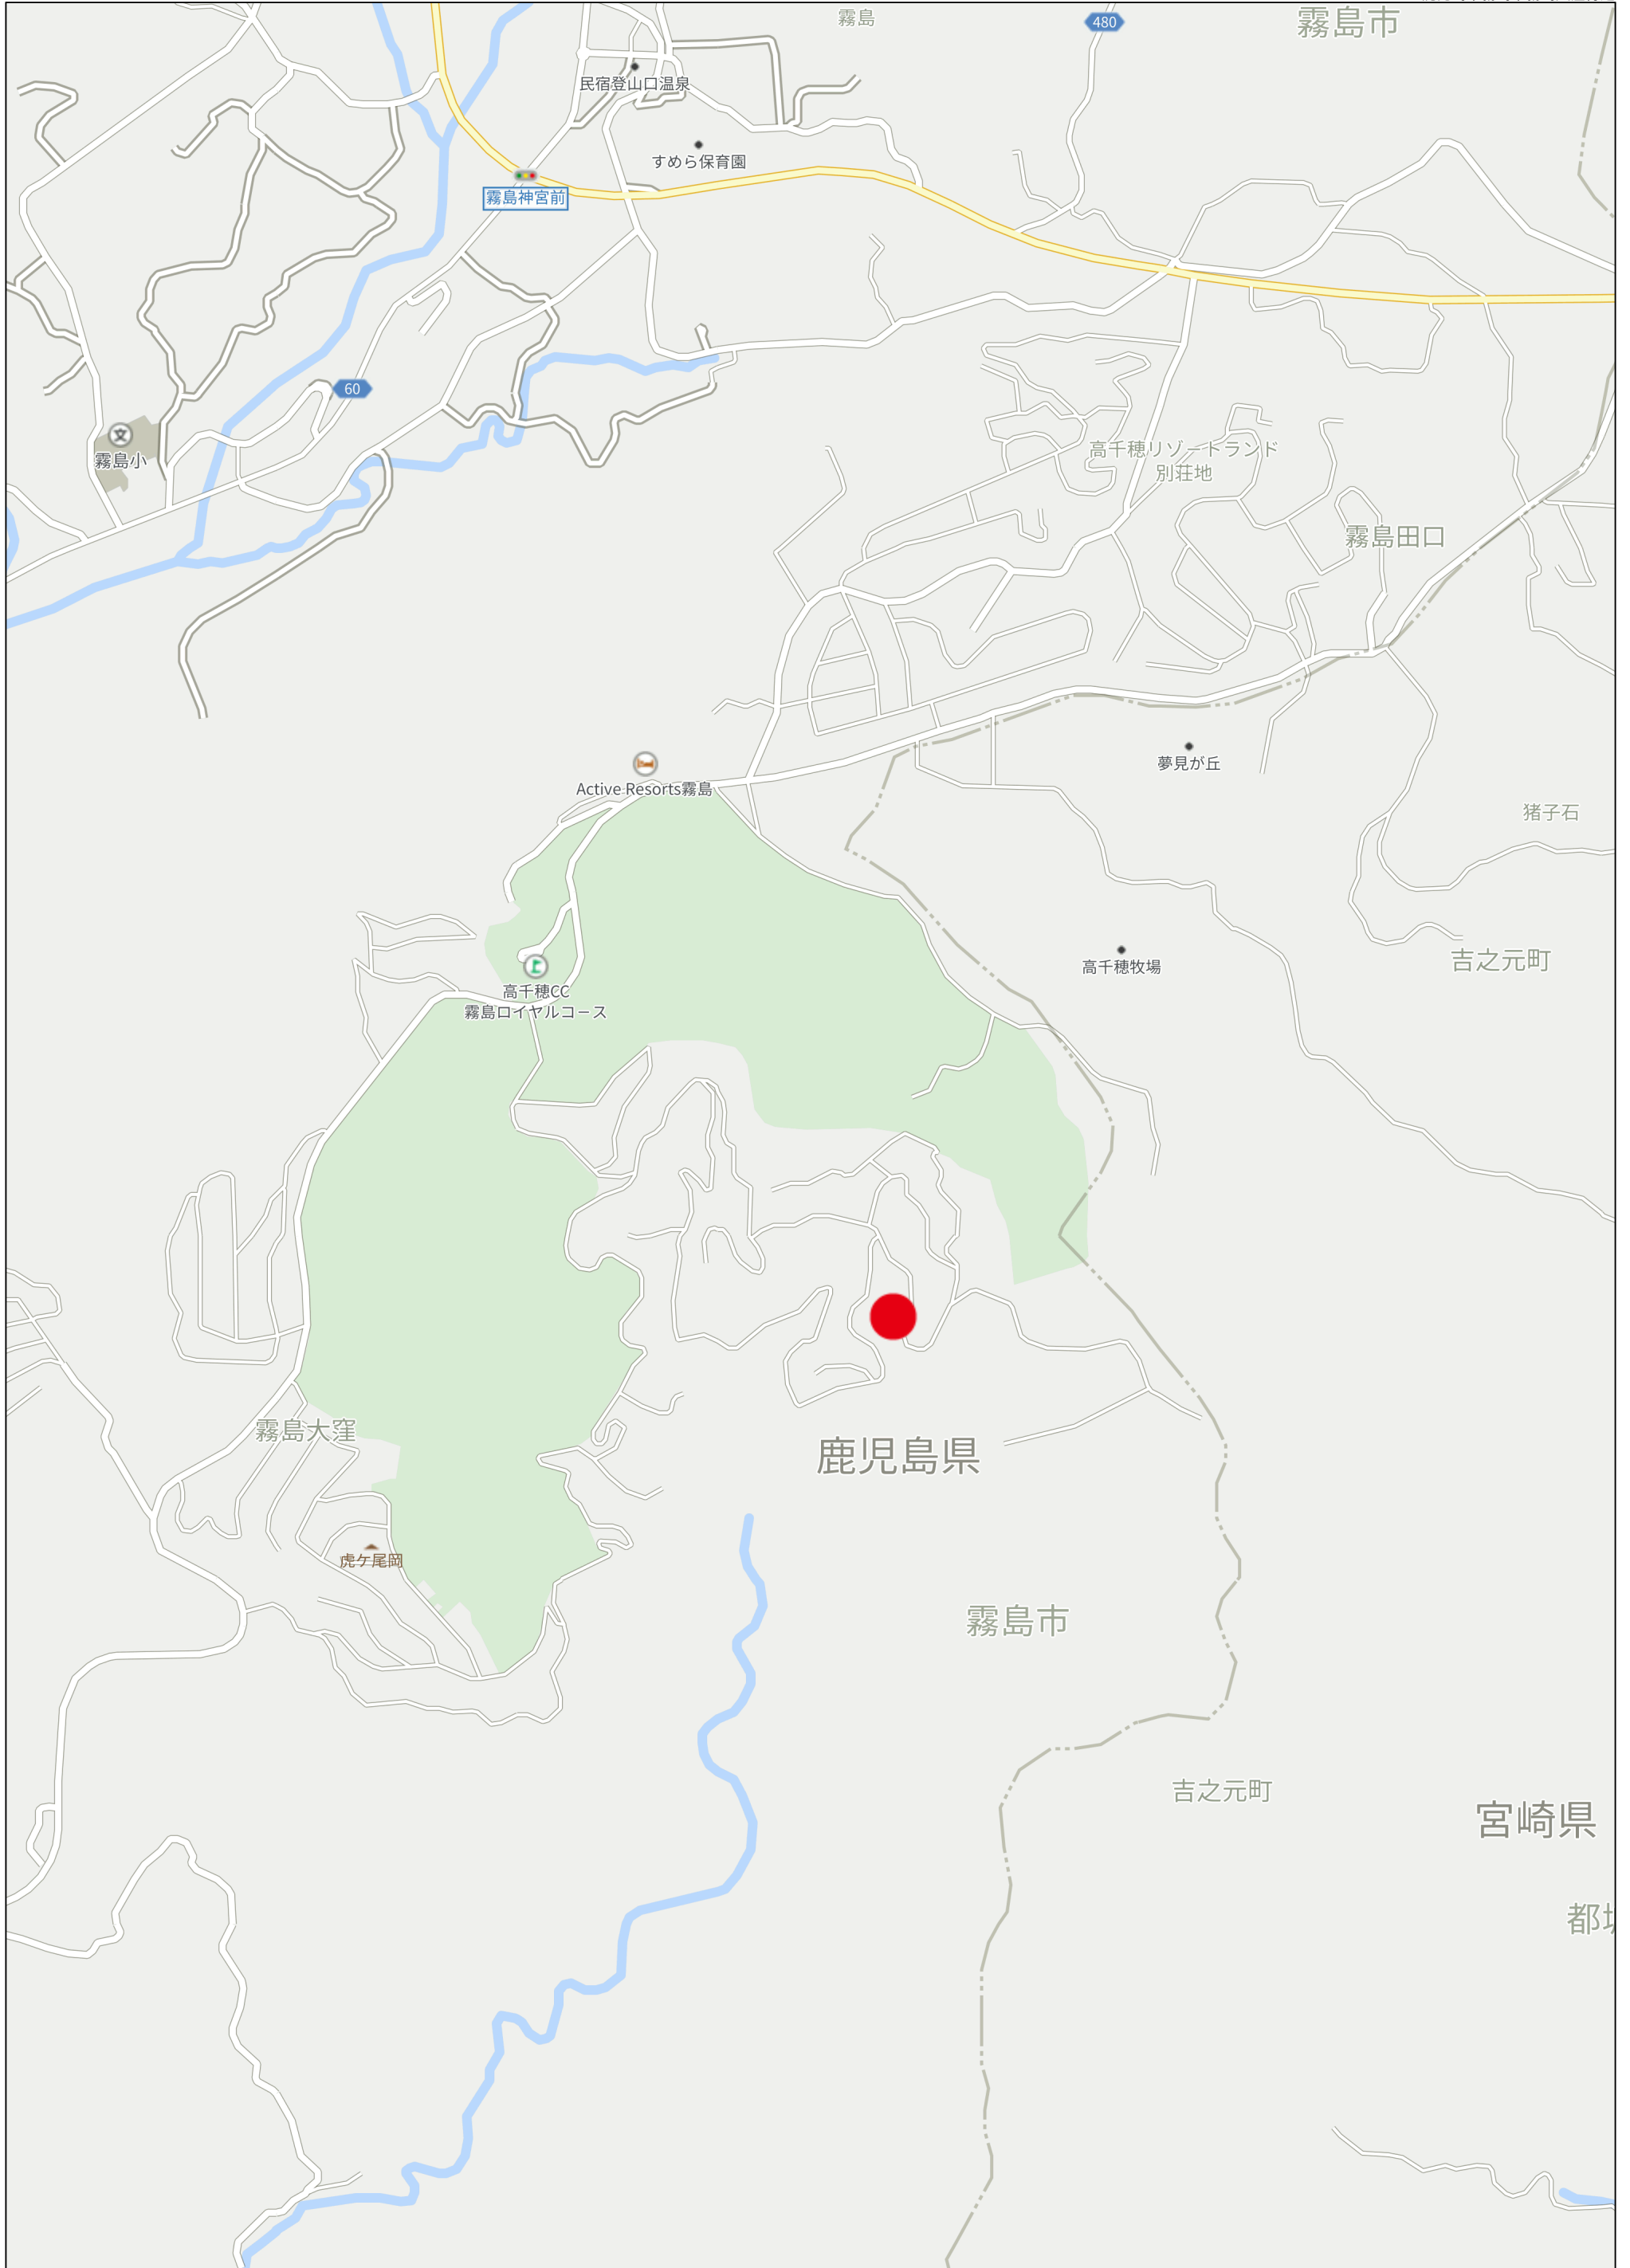 霧島
480
霧島市
民宿登山口温泉
すめら保育園
霧島神宮前
60
霧島小
高千穂リゾートランド
別荘地
霧島田口
夢見が丘
Active Resorts霧島
猪子石
吉之元町
高千穂牧場
高千穂CC
霧島ロイヤルコース
霧島大窪
鹿児島県
虎ケ尾岡
霧島市
吉之元町
宮崎県
都